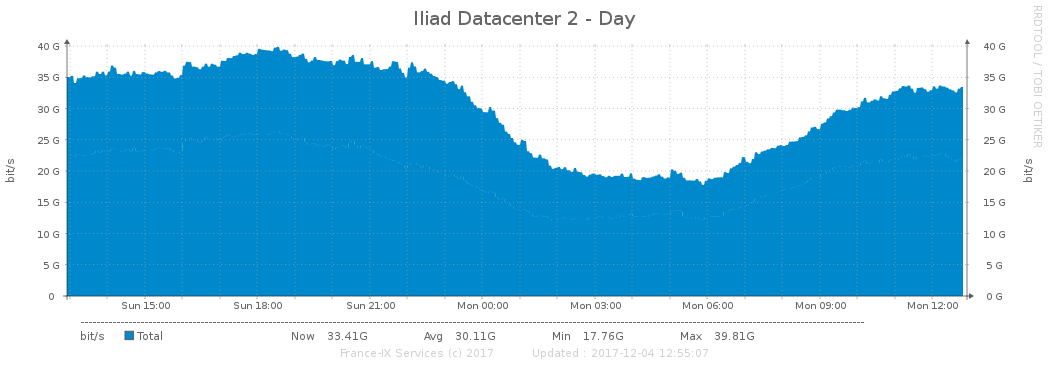 Iliad Datacenter 2 - Day
RRDTOOL / TOBI OETIKER
bit/s
40 G 40 G
35 G 35 G
30 G 30 G
25 G 25 G
20 G 20 G
15 G 15 G
10 G 10 G
5 G 5 G
0 0 G
bit/s
Sun 15:00 Sun 18:00 Sun 21:00 Mon 00:00 Mon 03:00 Mon 06:00 Mon 09:00 Mon 12:00
bit/s Total Now 33.41G Avg 30.11G Min 17.76G Max 39.81G
France-IX Services (c) 2017 Updated : 2017-12-04 12:55:07